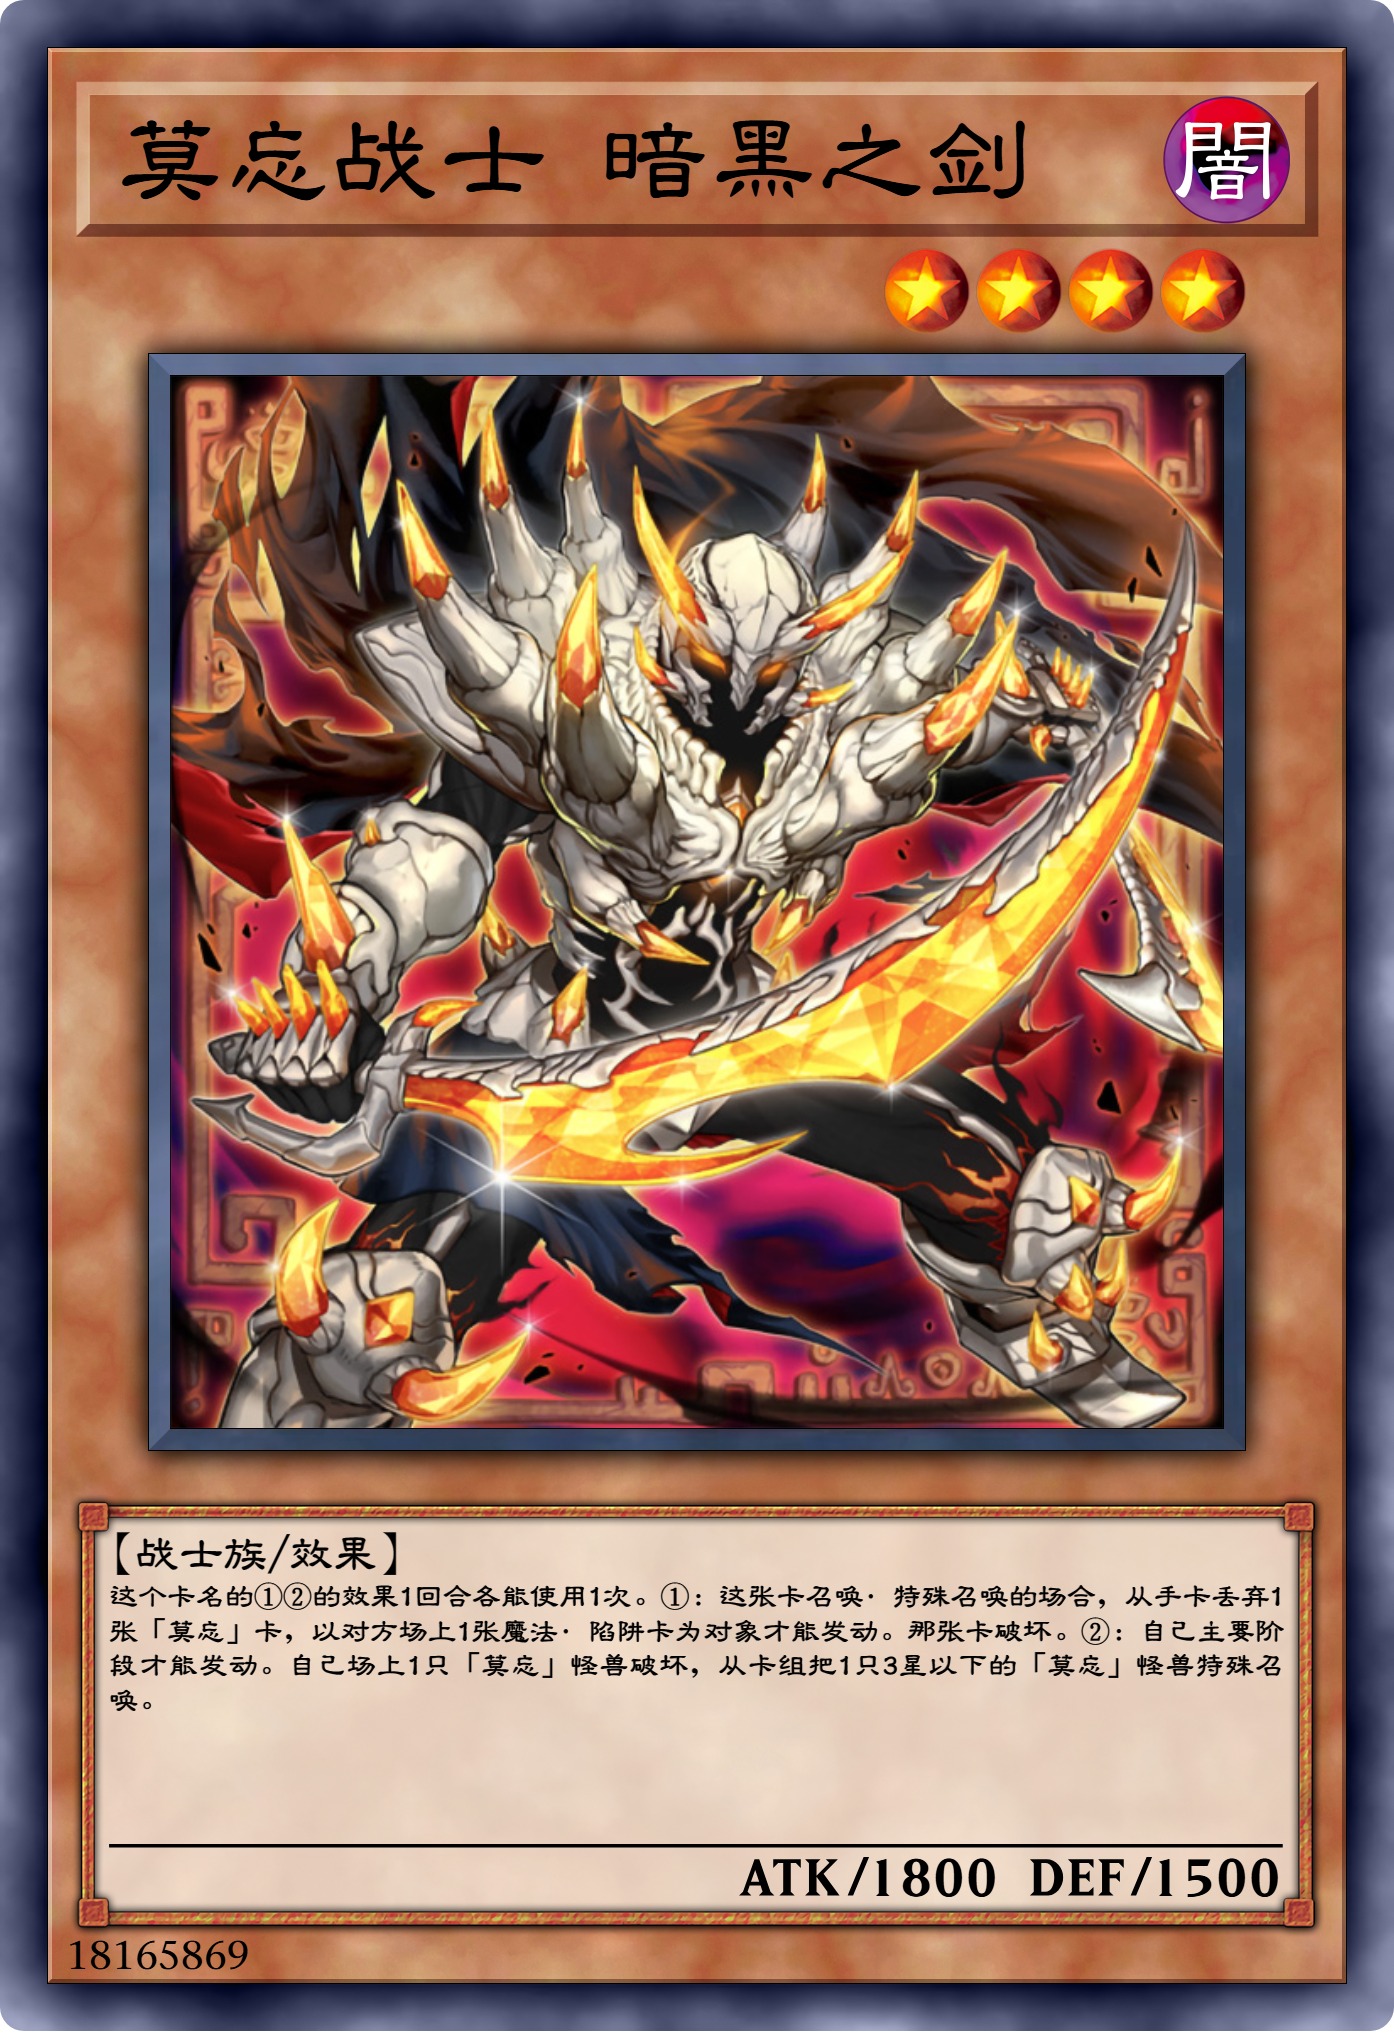 莫忘战士 暗黑之剑
闇
【战士族/效果】
这个卡名的①②的效果1回合各能使用1次。①：这张卡召唤·特殊召唤的场合，从手卡丢弃1
张「莫忘」卡，以对方场上1张魔法·陷阱卡为对象才能发动。那张卡破坏。②：自己主要阶
段才能发动。自己场上1只「莫忘」怪兽破坏，从卡组把1只3星以下的「莫忘」怪兽特殊召
唤。
ATK/1800 DEF/1500
18165869